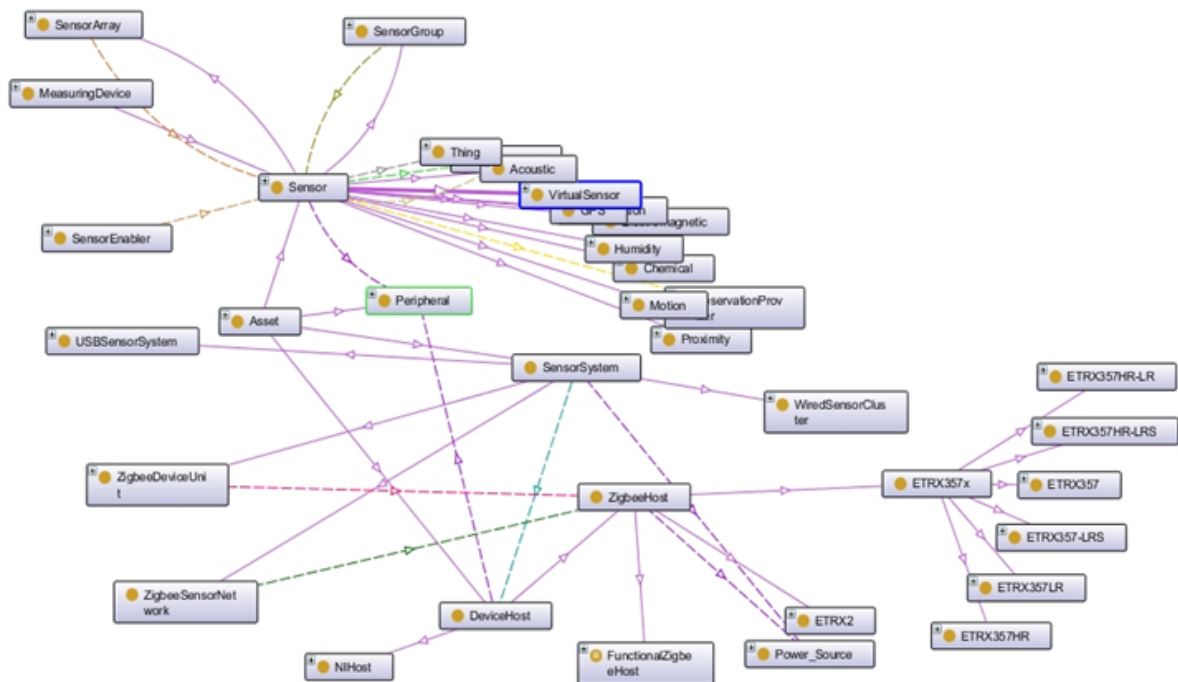 SensorArray
SensorGroup
MeasuringDevice
Thing
Acoustic
Sensor
VirtualSensor
GPS
SensorEnabler
Humidity
Chemical
Peripheral
Motion
Asset
USBSensorSystem
Proximity
SensorSystem
ETRX357HR-LR
WiredSensorClus
ter
ETRX357HR-LRS
ZigbeeDeviceUni
t
ETRX357x
ETRX357
ZigbeeHost
ETRX357-LRS
ZigbeeSensorNet
work
ETRX357LR
DeviceHost
ETRX2
ETRX357HR
NIHost
FunctionalZigbe
eHost
Power_Source